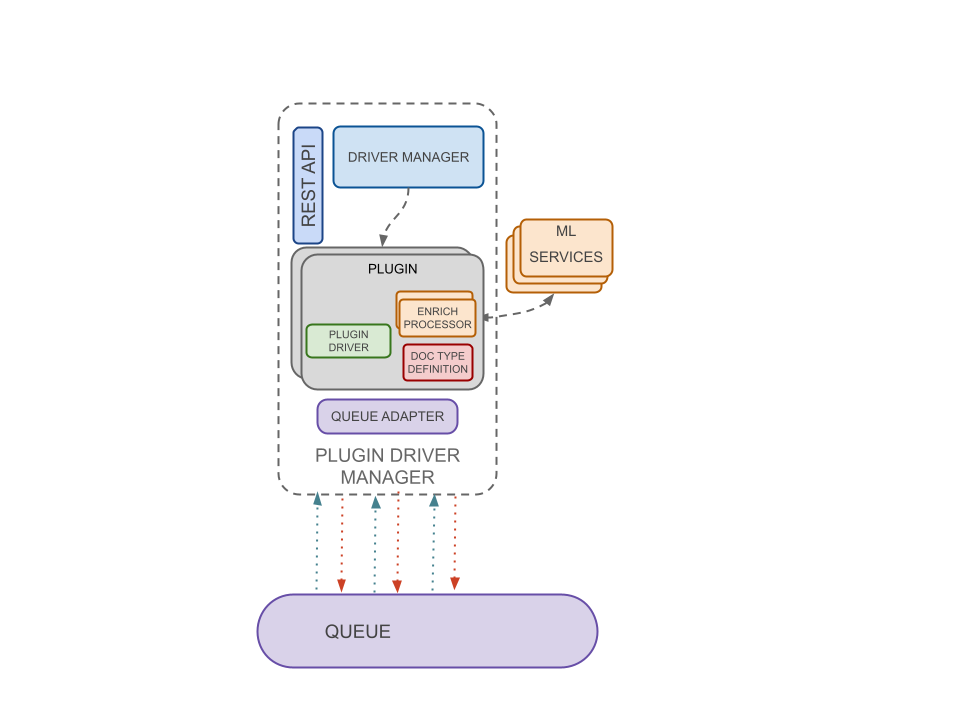 REST API
DRIVER MANAGER
ML
SERVICES
PLUGIN
ENRICH
PROCESSOR
PLUGIN
DRIVER
DOC TYPE
DEFINITION
QUEUE ADAPTER
PLUGIN DRIVER
MANAGER
QUEUE